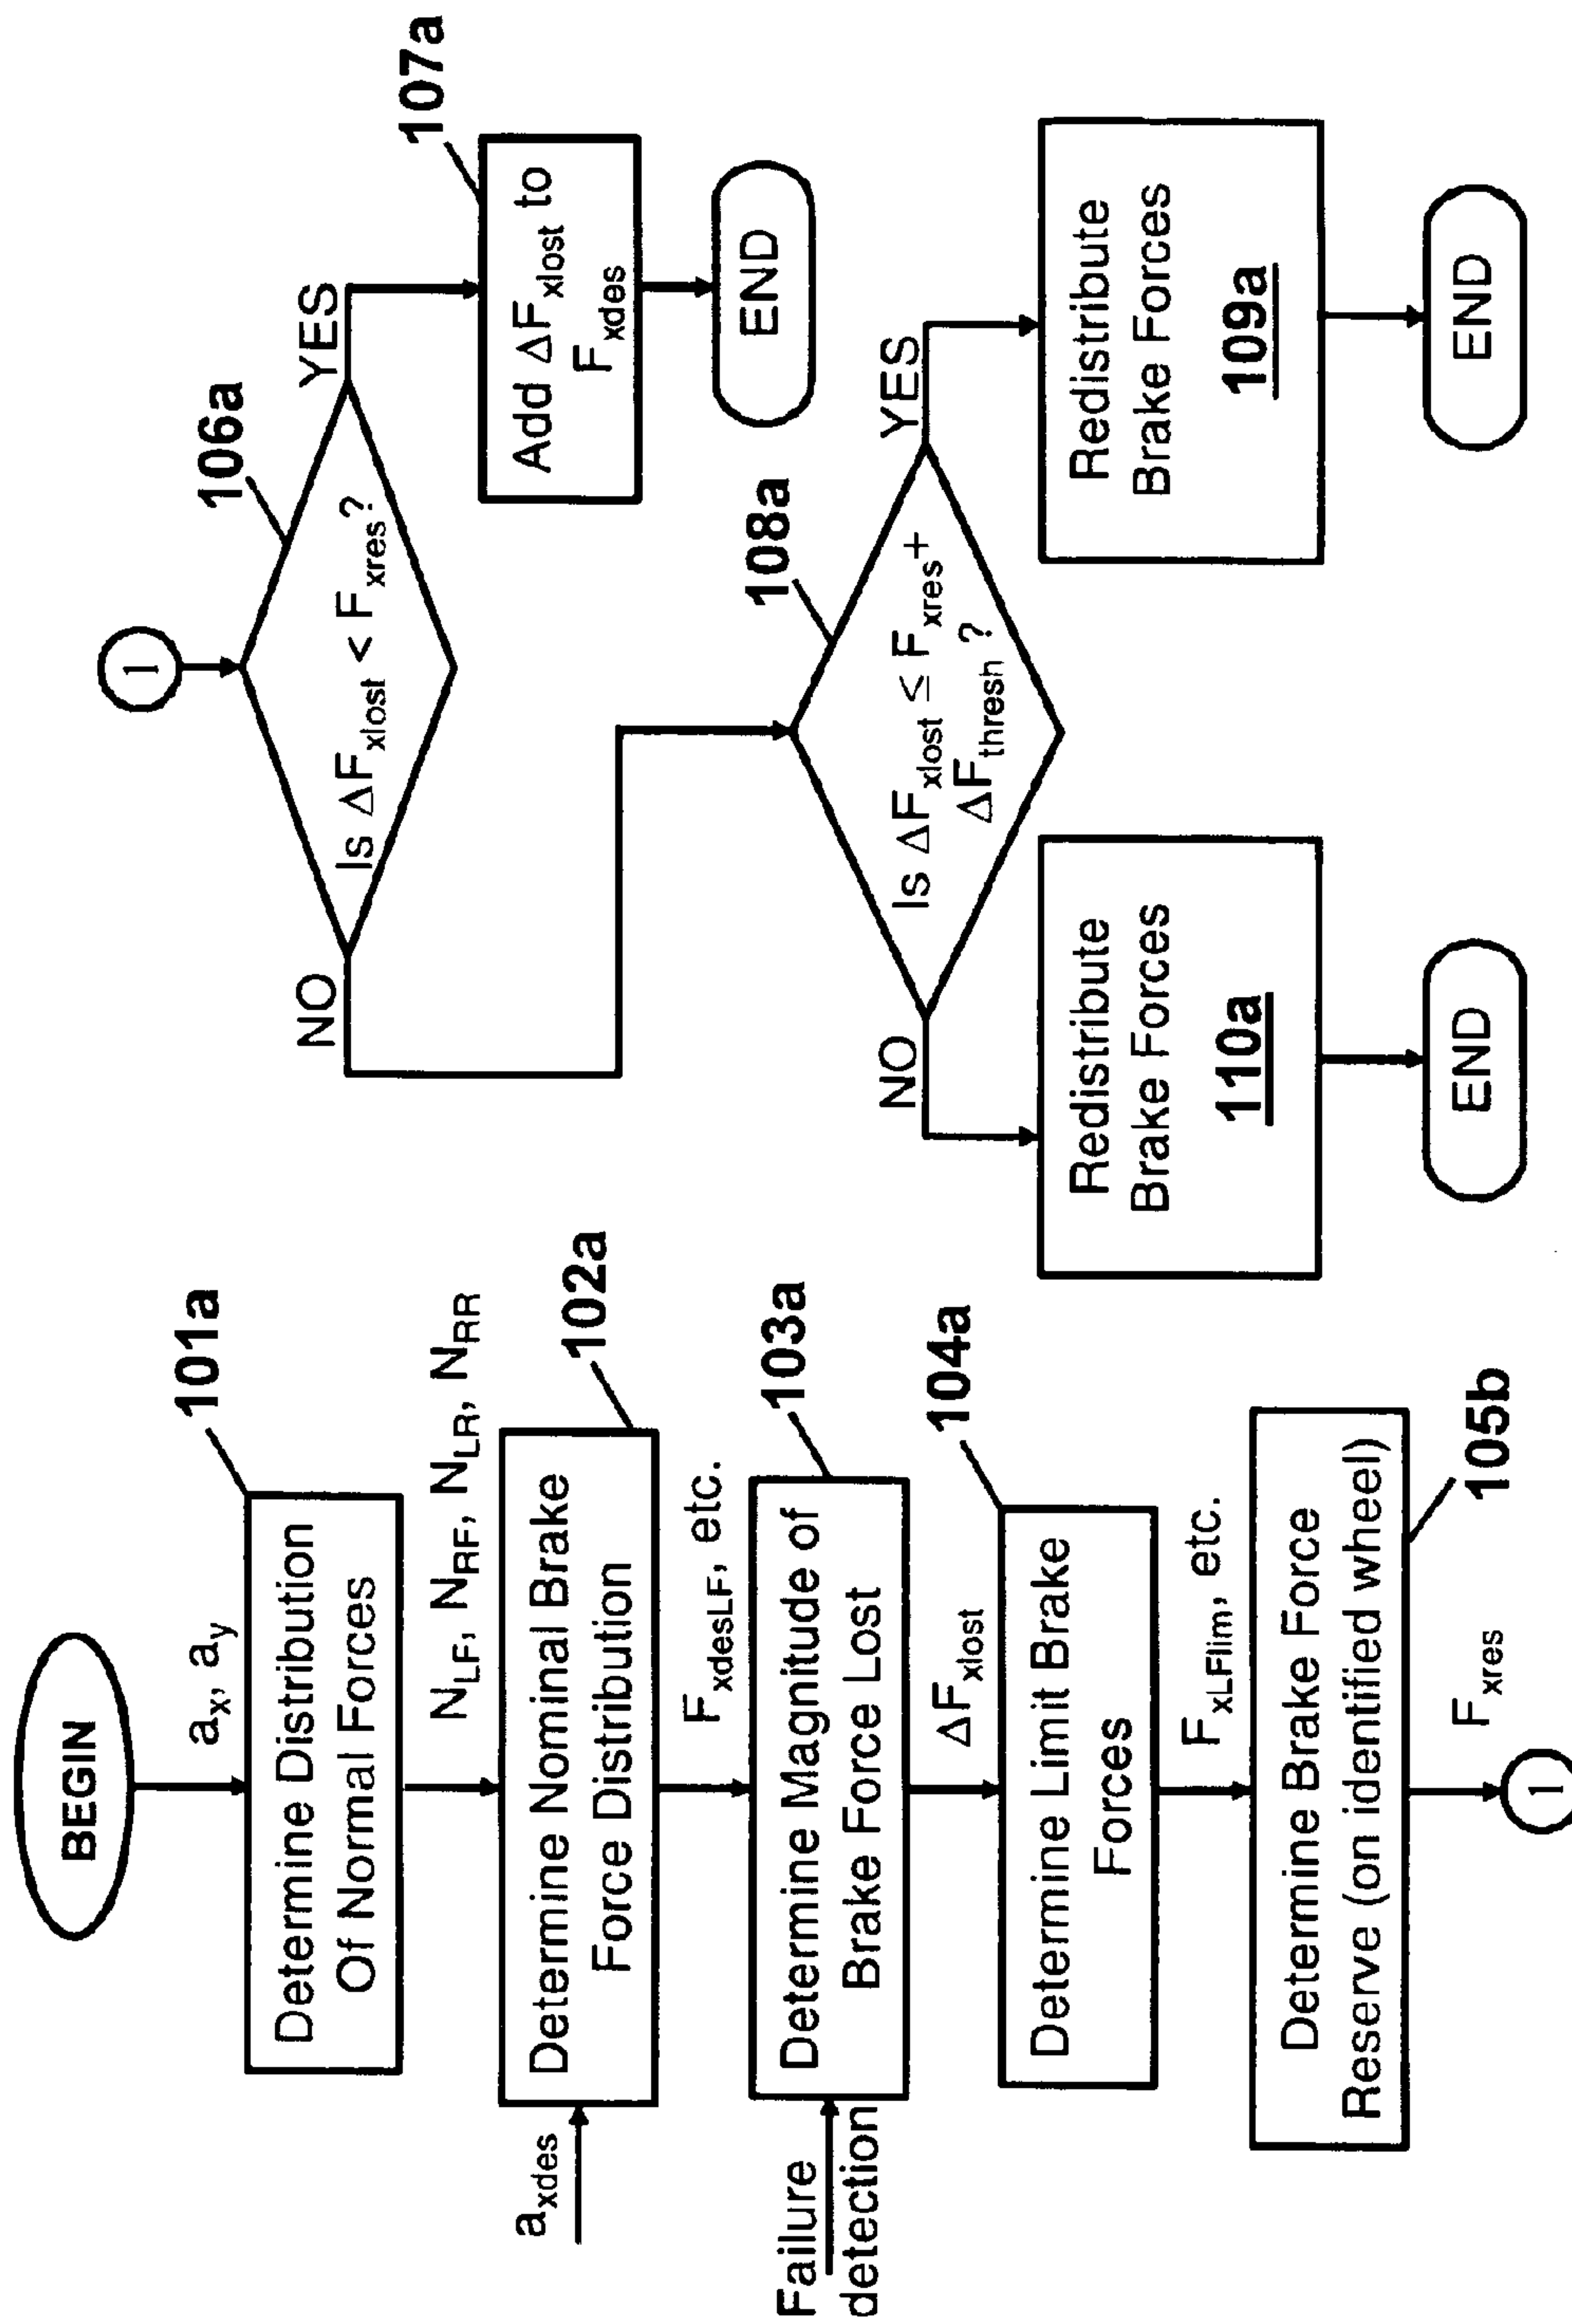 BEGIN
a_x, a_y
101a
Determine Distribution
Of Normal Forces
N_LF, N_RF, N_LR, N_RR
102a
a_xdes
Determine Nominal Brake
Force Distribution
F_xdesLF, etc.
103a
Failure
detection
Determine Magnitude of
Brake Force Lost
ΔF_xlost
104a
Determine Limit Brake
Forces
F_xLFlim, etc.
Determine Brake Force
Reserve (on identified wheel)
105b
F_xres
1
1
106a
Is ΔF_xlost < F_xres?
NO
YES
107a
Add ΔF_xlost to
F_xdes
END
108a
Is ΔF_xlost ≤ F_xres+
ΔF_thresh ?
NO
YES
Redistribute
Brake Forces
110a
END
Redistribute
Brake Forces
109a
END